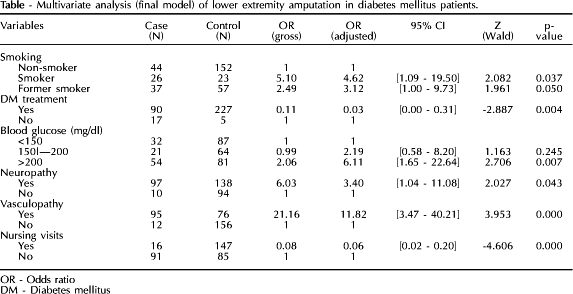 Table - Multivariate analysis (final model) of lower extremity amputation in diabetes mellitus patients.
Variables Case (N) Control (N) OR (gross) OR (adjusted) 95% CI Z (Wald) p-value
Smoking
Non-smoker 44 152 1 1
Smoker 26 23 5.10 4.62 [1.09 - 19.50] 2.082 0.037
Former smoker 37 57 2.49 3.12 [1.00 - 9.73] 1.961 0.050
DM treatment
Yes 90 227 0.11 0.03 [0.00 - 0.31] -2.887 0.004
No 17 5 1 1
Blood glucose (mg/dl)
<150 32 87 1 1
150l—200 21 64 0.99 2.19 [0.58 - 8.20] 1.163 0.245
>200 54 81 2.06 6.11 [1.65 - 22.64] 2.706 0.007
Neuropathy
Yes 97 138 6.03 3.40 [1.04 - 11.08] 2.027 0.043
No 10 94 1 1
Vasculopathy
Yes 95 76 21.16 11.82 [3.47 - 40.21] 3.953 0.000
No 12 156 1 1
Nursing visits
Yes 16 147 0.08 0.06 [0.02 - 0.20] -4.606 0.000
No 91 85 1 1
OR - Odds ratio
DM - Diabetes mellitus